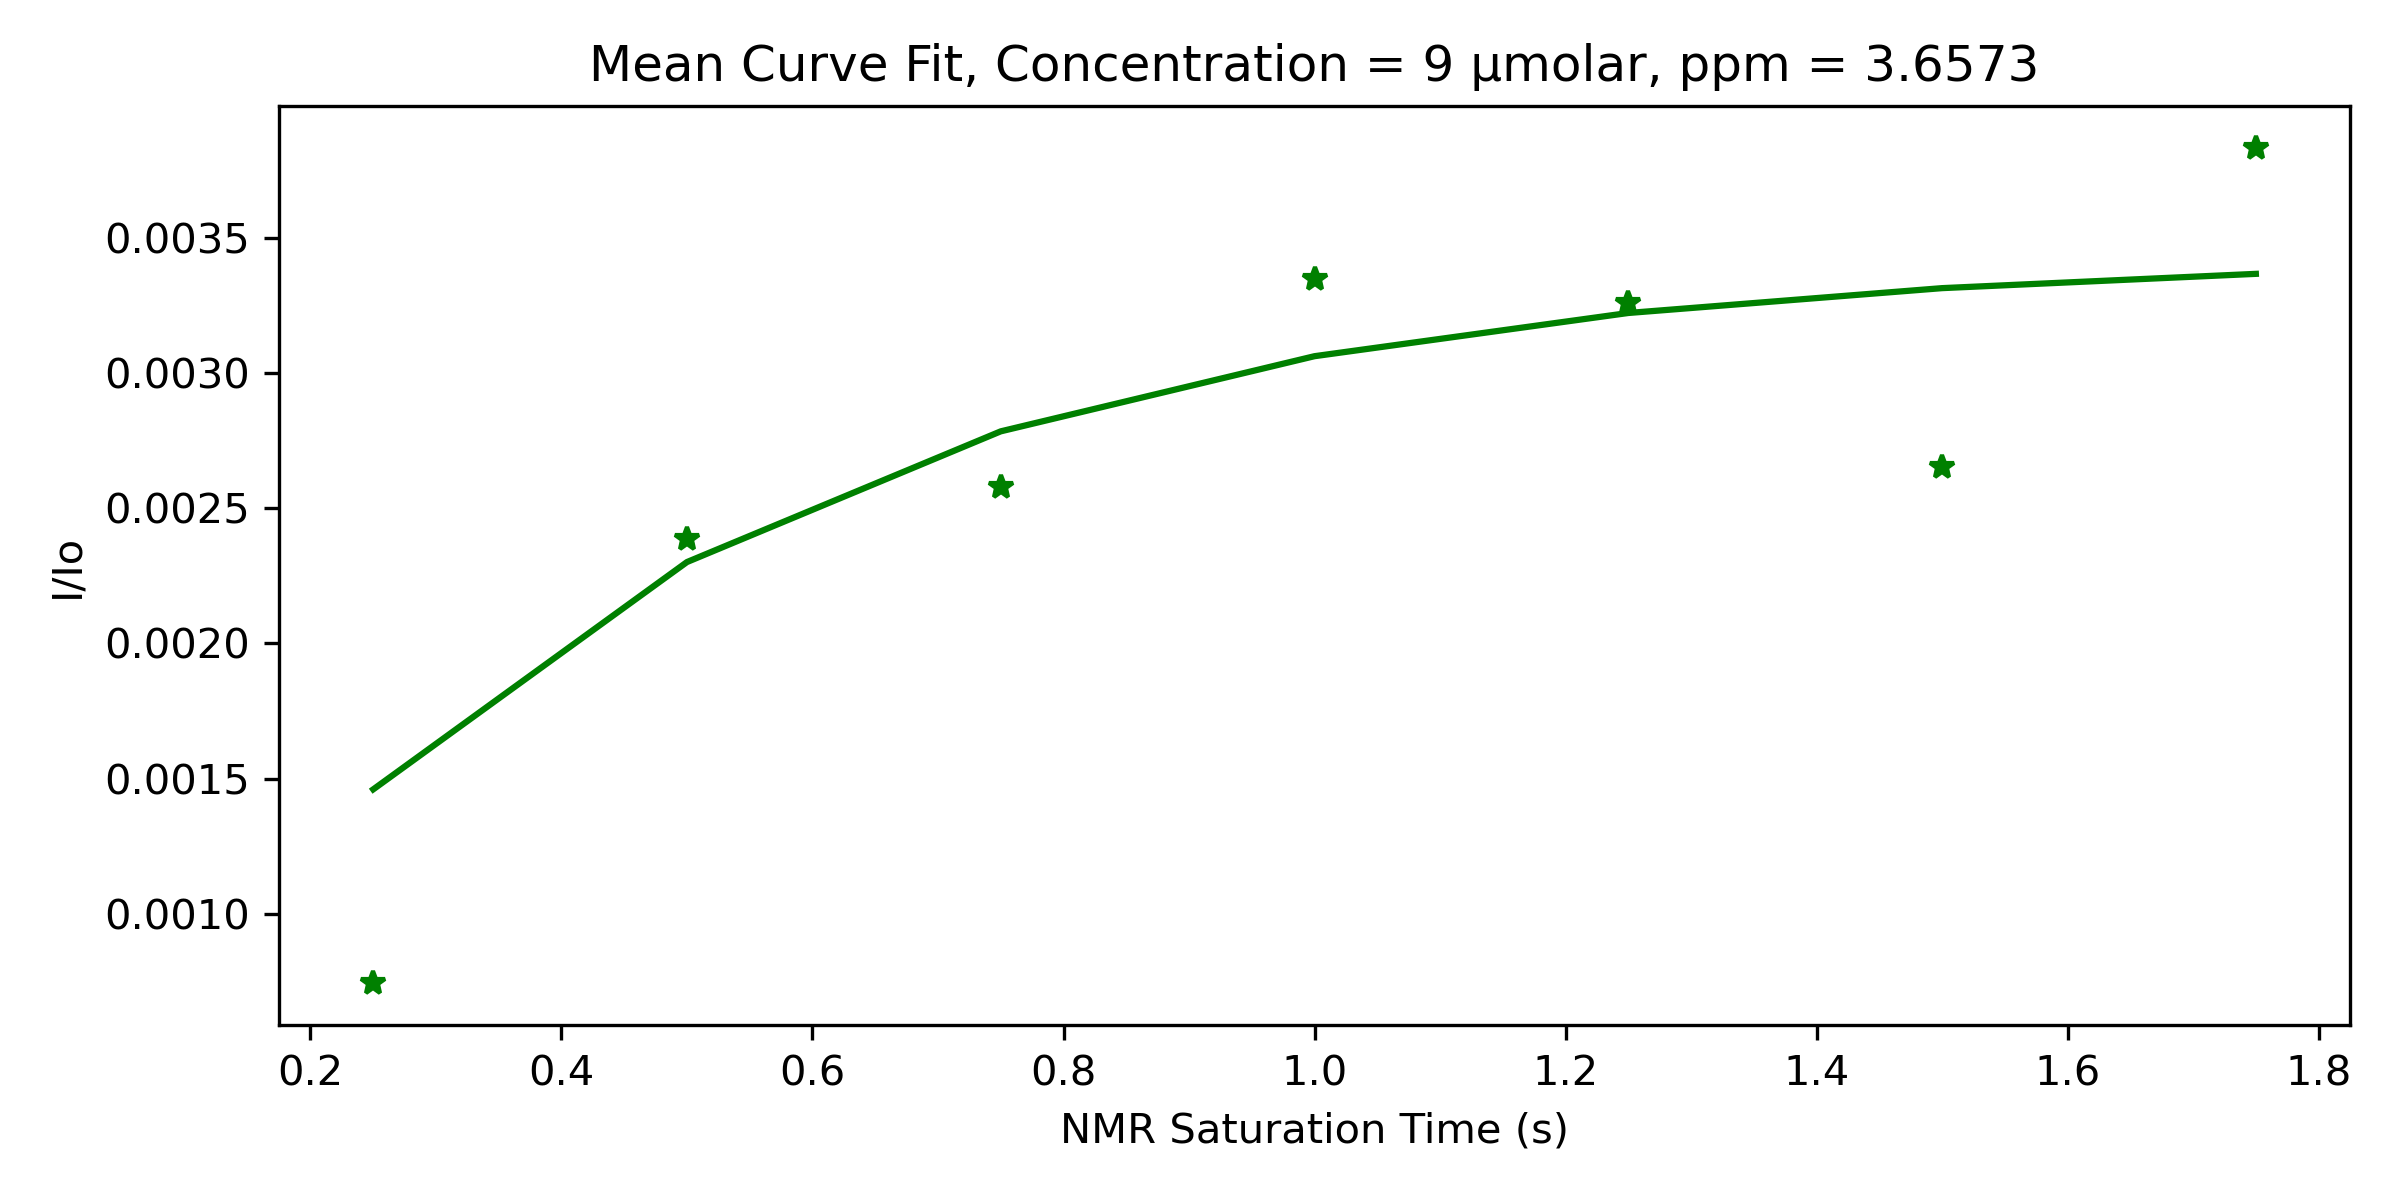 Mean Curve Fit, Concentration = 9 μmolar, ppm = 3.6573
0.0035
0.0030
0.0025
0.0020
0.0015
0.0010
I/Io
0.2 0.4 0.6 0.8 1.0 1.2 1.4 1.6 1.8
NMR Saturation Time (s)